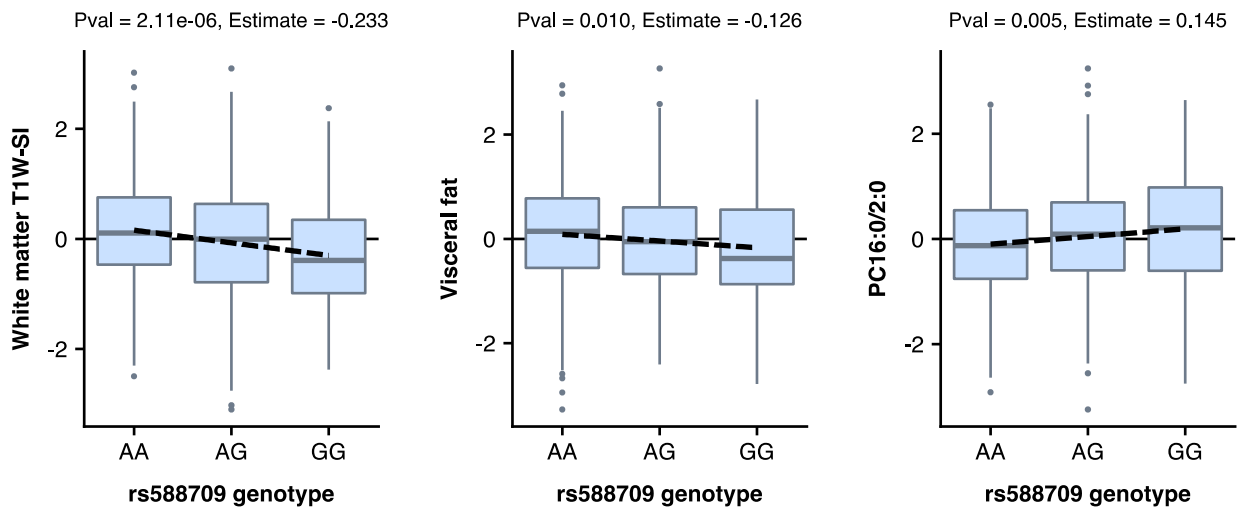 Pval = 2.11e-06, Estimate = -0.233
White matter T1W-SI
2
0
-2
AA AG GG
rs588709 genotype
Pval = 0.010, Estimate = -0.126
Visceral fat
2
0
-2
AA AG GG
rs588709 genotype
Pval = 0.005, Estimate = 0.145
PC16:0/2:0
2
0
-2
AA AG GG
rs588709 genotype